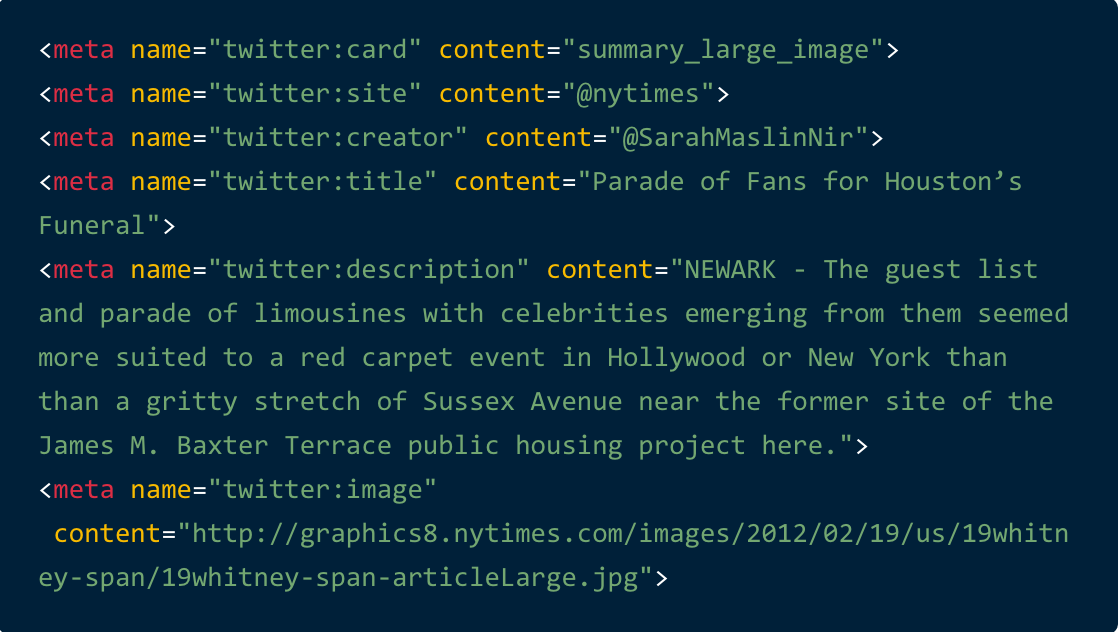 <meta name="twitter:card" content="summary_large_image">
<meta name="twitter:site" content="@nytimes">
<meta name="twitter:creator" content="@SarahMaslinNir">
<meta name="twitter:title" content="Parade of Fans for Houston’s
Funeral">
<meta name="twitter:description" content="NEWARK - The guest list
and parade of limousines with celebrities emerging from them seemed
more suited to a red carpet event in Hollywood or New York than
than a gritty stretch of Sussex Avenue near the former site of the
James M. Baxter Terrace public housing project here.">
<meta name="twitter:image"
content="http://graphics8.nytimes.com/images/2012/02/19/us/19whitn
ey-span/19whitney-span-articleLarge.jpg">